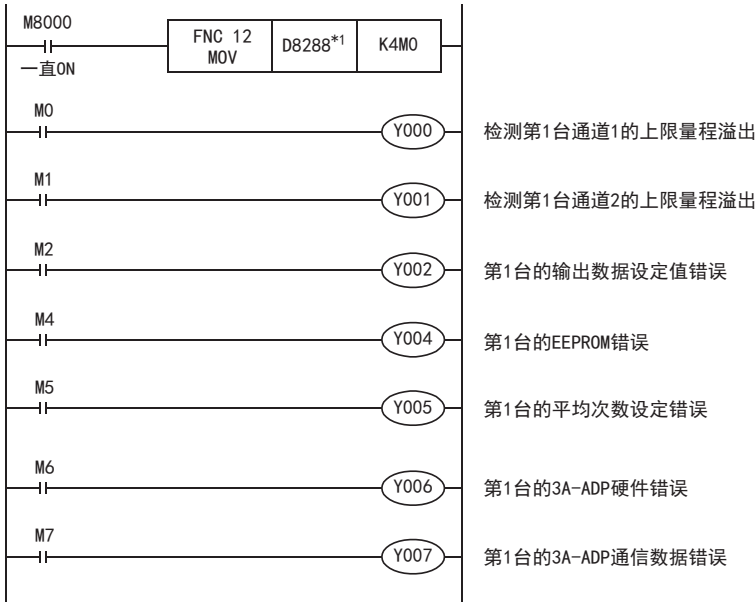 M8000
一直ON
FNC 12
MOV
D8288*1
K4M0
M0
Y000
检测第1台通道1的上限量程溢出
M1
Y001
检测第1台通道2的上限量程溢出
M2
Y002
第1台的输出数据设定值错误
M4
Y004
第1台的EEPROM错误
M5
Y005
第1台的平均次数设定错误
M6
Y006
第1台的3A-ADP硬件错误
M7
Y007
第1台的3A-ADP通信数据错误